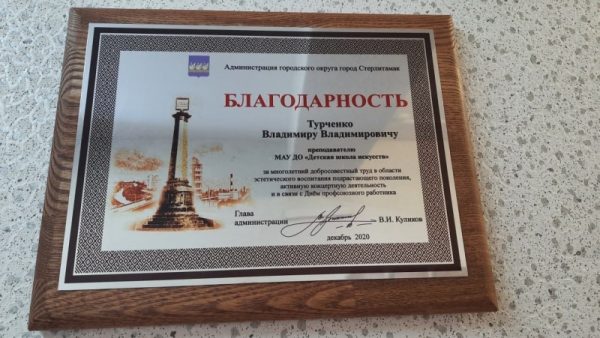 Администрация городского округа город Стерлитамак
БЛАГОДАРНОСТЬ
Турченко
Владимиру Владимировичу
преподавателю
МАУ ДО «Детская школа искусств»
за многолетний добросовестный труд в области
эстетического воспитания подрастающего поколения,
активную концертную деятельность
и в связи с Днём профсоюзного работника
Глава
администрации
В.И. Куликов
декабрь 2020